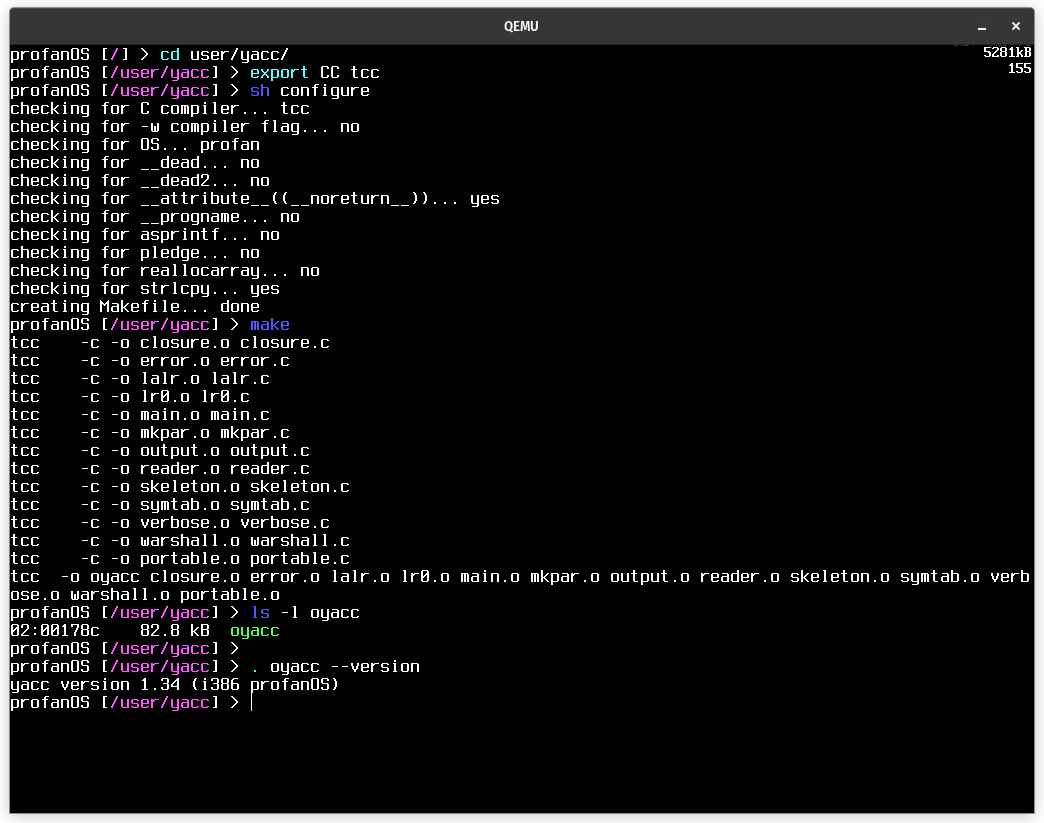 QEMU
profanOS [/] > cd user/yacc/
5281kB
profanOS [/user/yacc] > export CC tcc
155
profanOS [/user/yacc] > sh configure
checking for C compiler... tcc
checking for -w compiler flag... no
checking for OS... profan
checking for __dead... no
checking for __dead2... no
checking for __attribute__((__noreturn__))... yes
checking for __progname... no
checking for asprintf... no
checking for pledge... no
checking for reallocarray... no
checking for strlcpy... yes
creating Makefile... done
profanOS [/user/yacc] > make
tcc    -c -o closure.o closure.c
tcc    -c -o error.o error.c
tcc    -c -o lalr.o lalr.c
tcc    -c -o lr0.o lr0.c
tcc    -c -o main.o main.c
tcc    -c -o mkpar.o mkpar.c
tcc    -c -o output.o output.c
tcc    -c -o reader.o reader.c
tcc    -c -o skeleton.o skeleton.c
tcc    -c -o symtab.o symtab.c
tcc    -c -o verbose.o verbose.c
tcc    -c -o warshall.o warshall.c
tcc    -c -o portable.o portable.c
tcc  -o oyacc closure.o error.o lalr.o lr0.o main.o mkpar.o output.o reader.o skeleton.o symtab.o verb
ose.o warshall.o portable.o
profanOS [/user/yacc] > ls -l oyacc
02:00178c    82.8 kB  oyacc
profanOS [/user/yacc] >
profanOS [/user/yacc] > . oyacc --version
yacc version 1.34 (i386 profanOS)
profanOS [/user/yacc] >